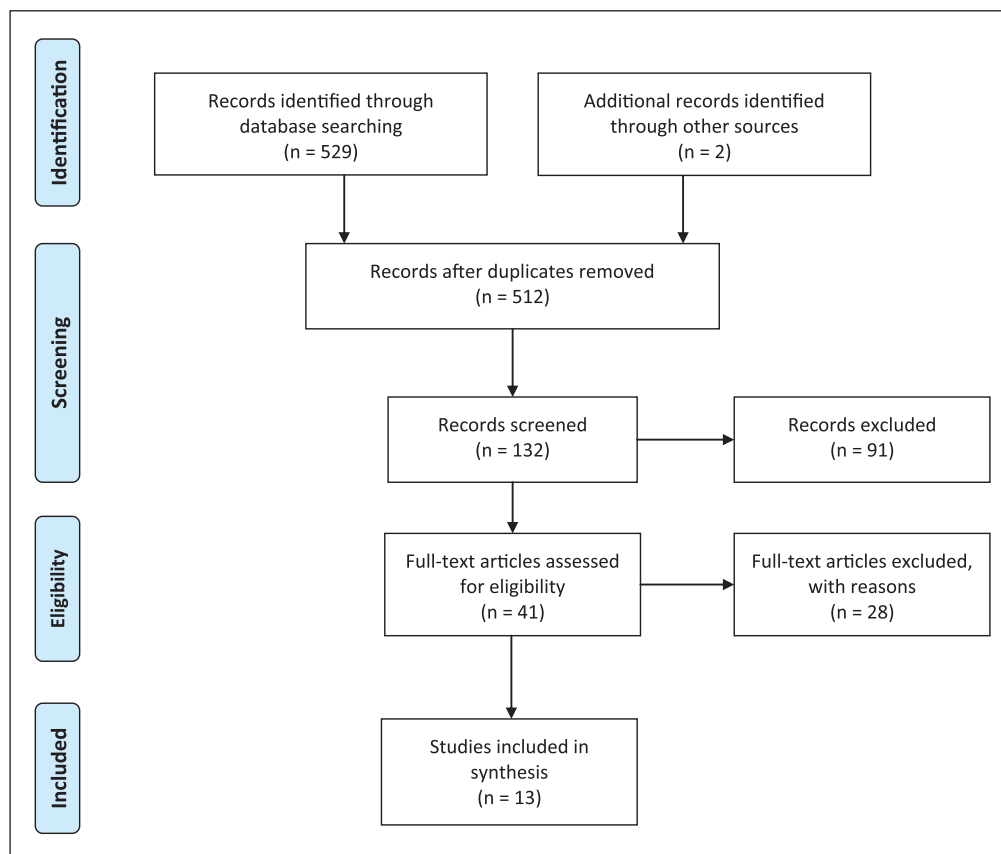 Identification
Records identified through
database searching
(n = 529)
Additional records identified
through other sources
(n = 2)
Screening
Records after duplicates removed
(n = 512)
Records screened
(n = 132)
Records excluded
(n = 91)
Eligibility
Full-text articles assessed
for eligibility
(n = 41)
Full-text articles excluded,
with reasons
(n = 28)
Included
Studies included in
synthesis
(n = 13)